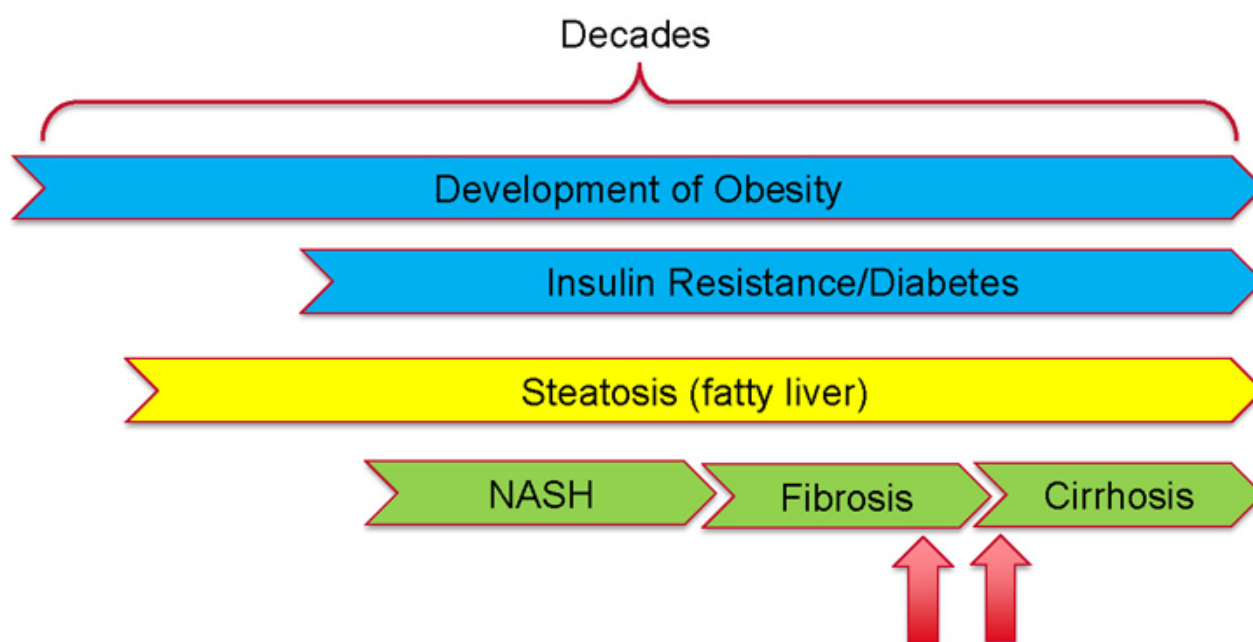 Decades
Development of Obesity
Insulin Resistance/Diabetes
Steatosis (fatty liver)
NASH
Fibrosis
Cirrhosis